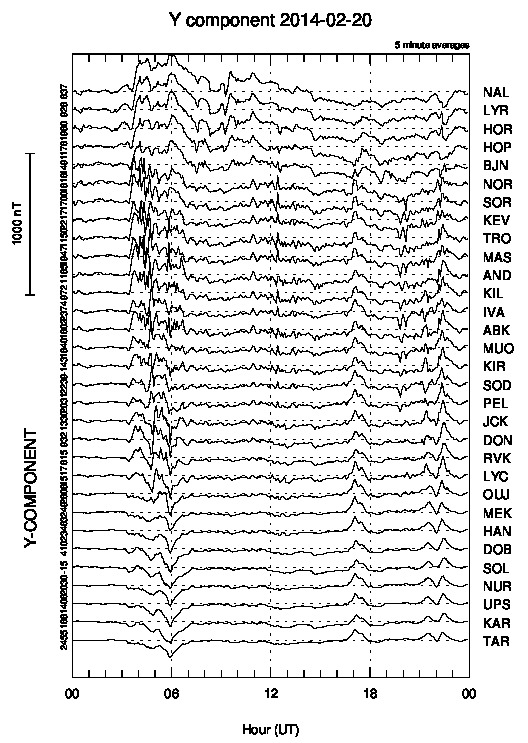 Y component 2014-02-20
5 minute averages
NAL
LYR
HOR
HOP
BJN
NOR
SOR
KEV
TRO
MAS
AND
KIL
IVA
ABK
MUO
KIR
SOD
PEL
JCK
DON
RVK
LYC
OUJ
MEK
HAN
DOB
SOL
NUR
UPS
KAR
TAR
1000 nT
Y-COMPONENT
00 06 12 18 00
Hour (UT)